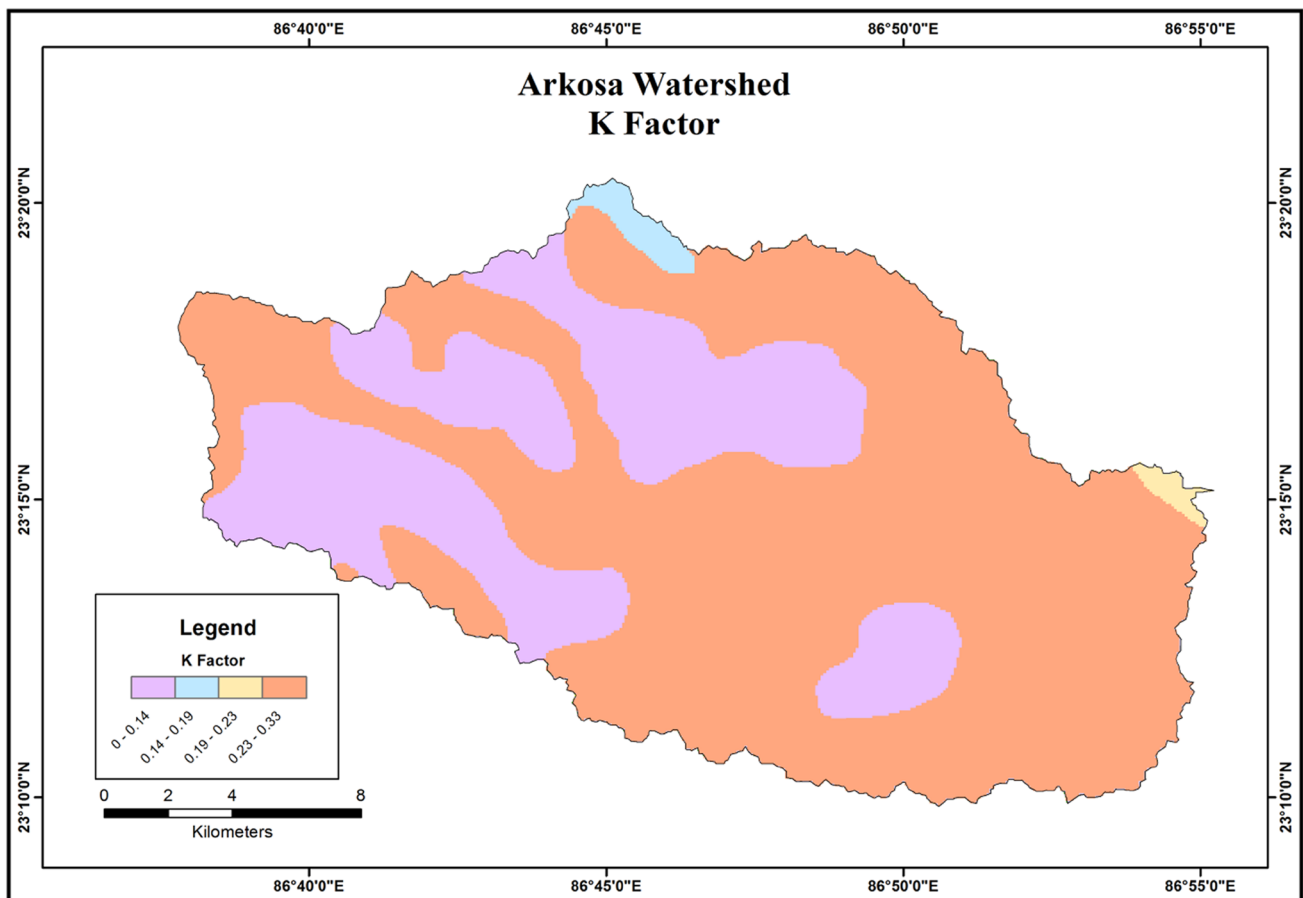 86°40'0"E 86°45'0"E 86°50'0"E 86°55'0"E
Arkosa Watershed
K Factor
23°20'0"N 23°20'0"N
23°15'0"N 23°15'0"N
23°10'0"N 23°10'0"N
Legend
K Factor
0 - 0.14
0.14 - 0.19
0.19 - 0.23
0.23 - 0.33
0 2 4 8
Kilometers
86°40'0"E 86°45'0"E 86°50'0"E 86°55'0"E